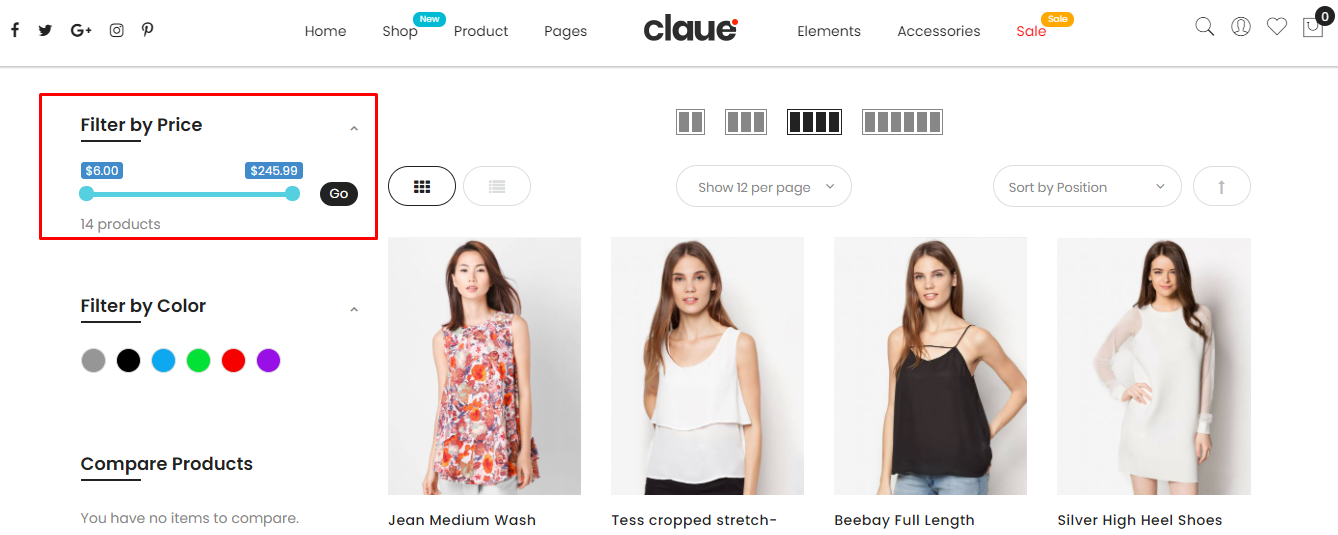 Home
Shop
New
Product
Pages
claue
Elements
Accessories
Sale
Sale
0
Filter by Price
$6.00
$245.99
Go
14 products
Show 12 per page
Sort by Position
Filter by Color
Compare Products
You have no items to compare.
Jean Medium Wash
Tess cropped stretch-
Beebay Full Length
Silver High Heel Shoes